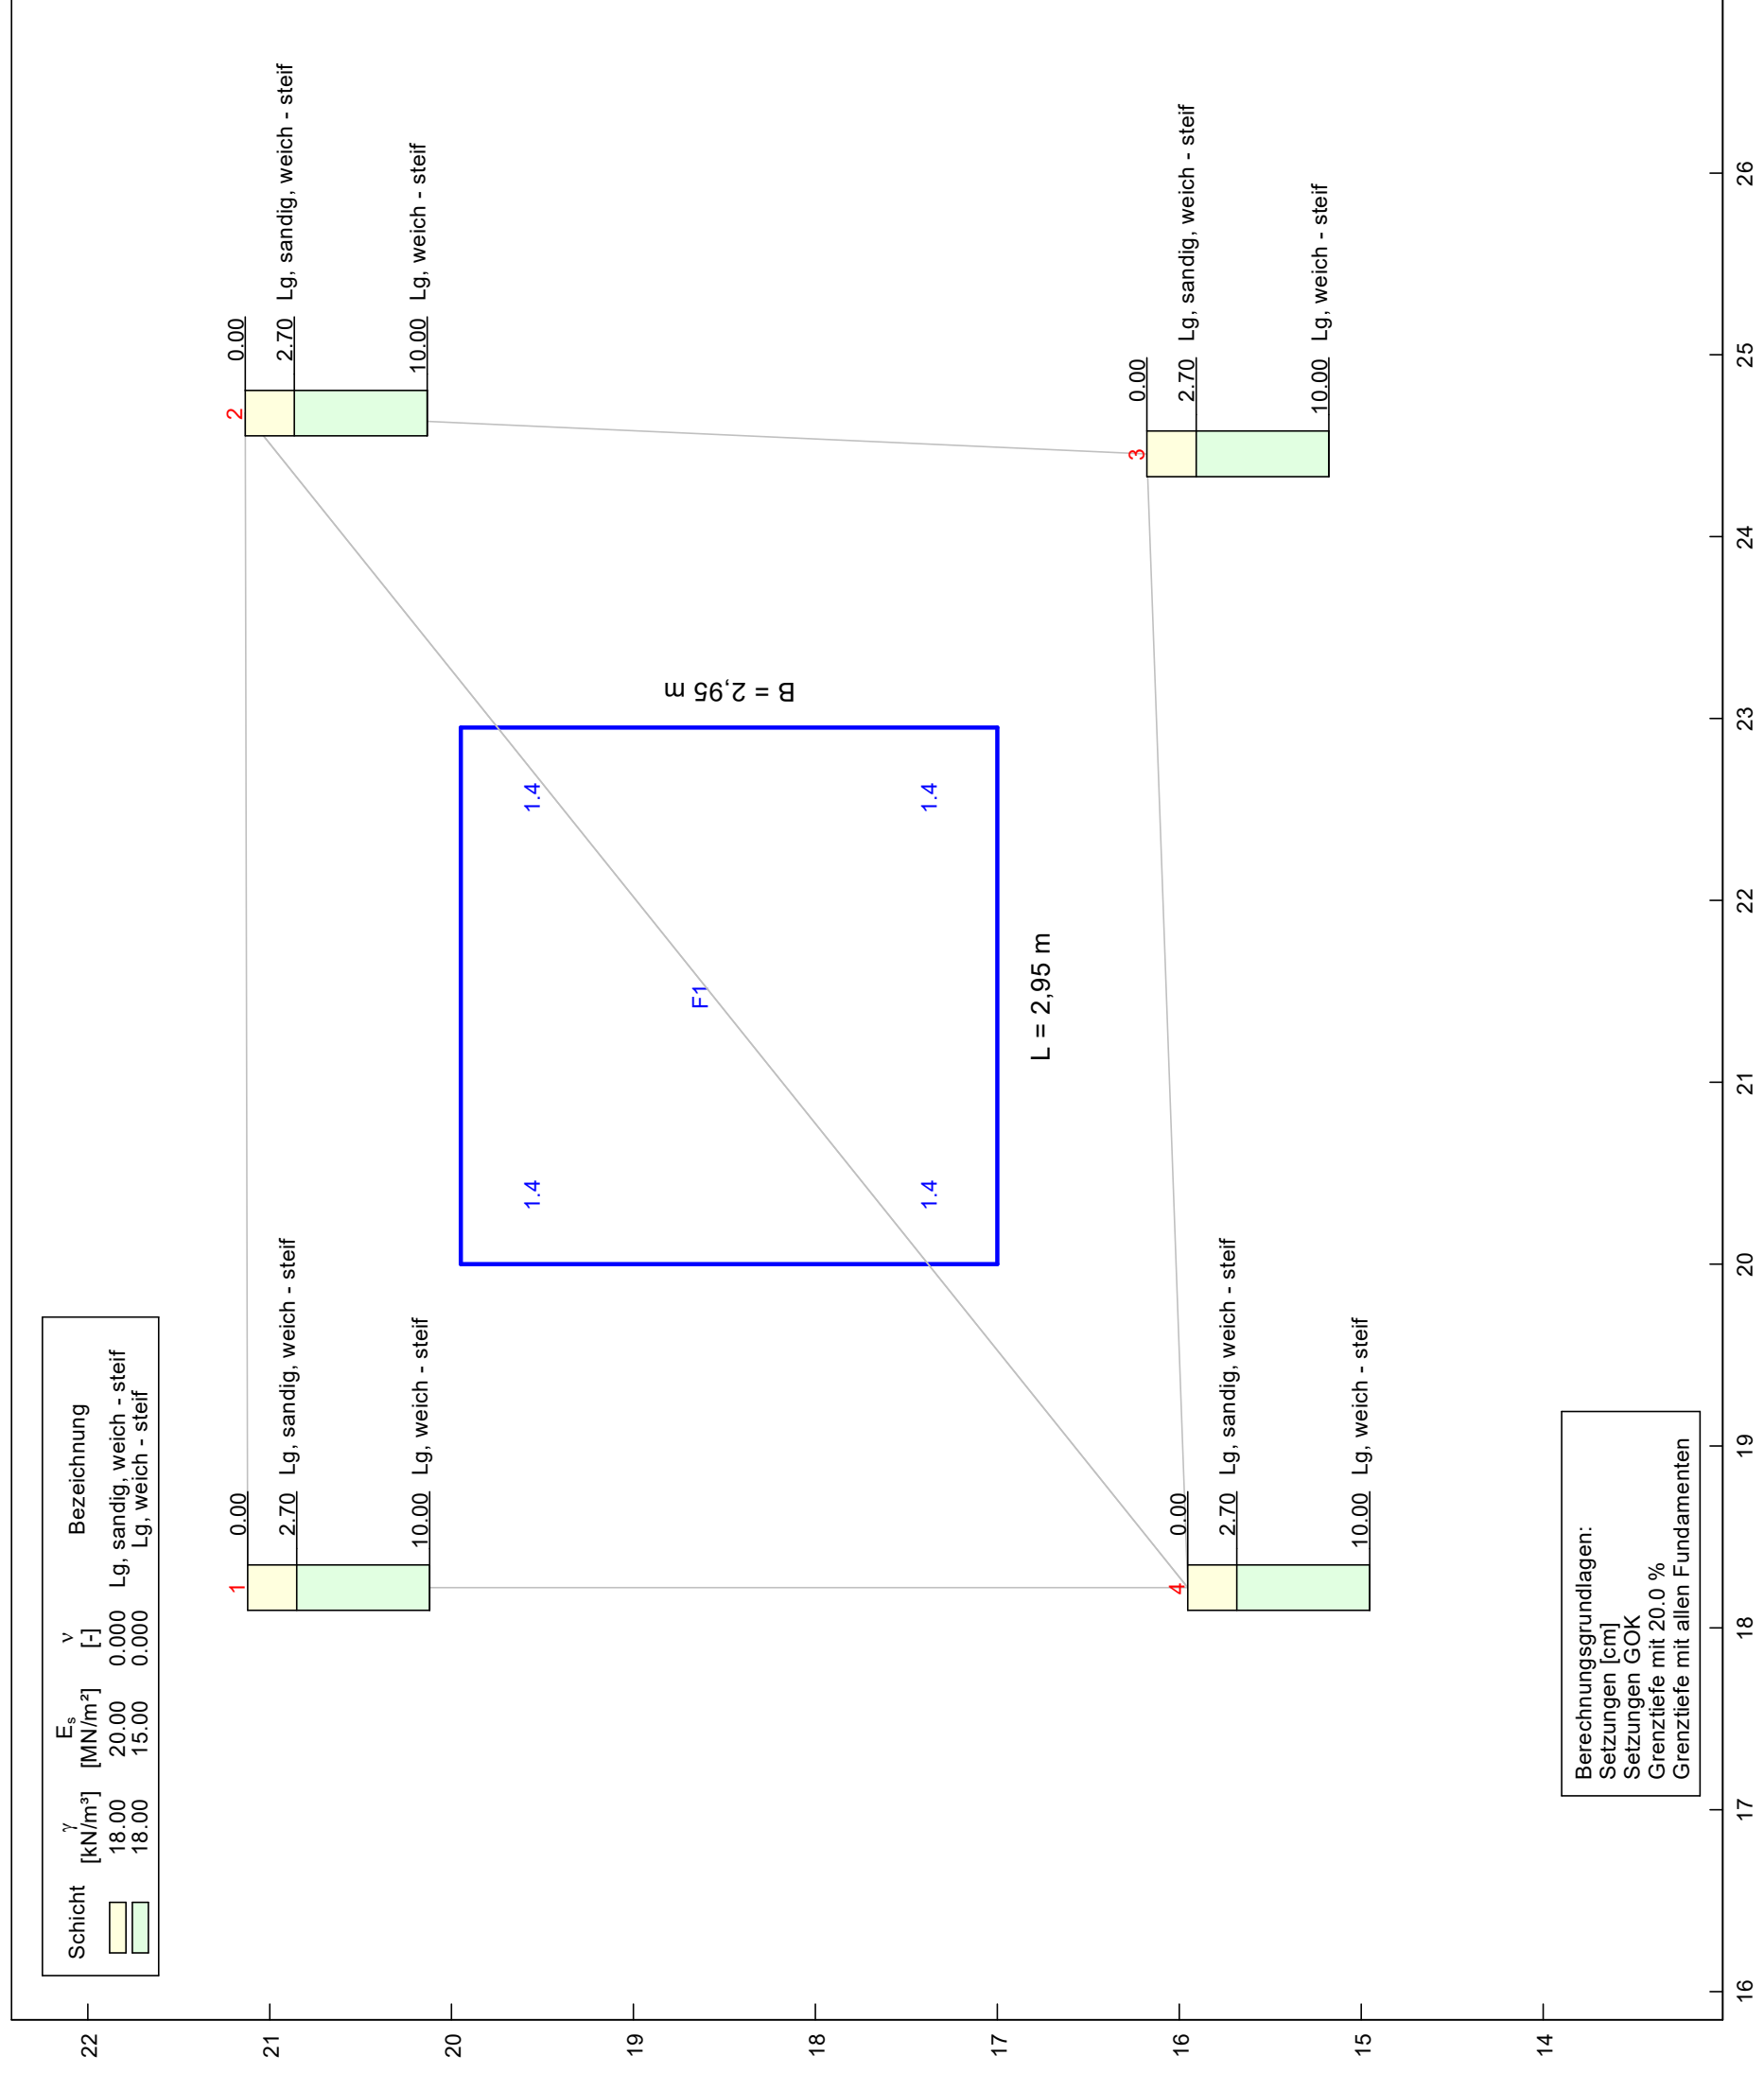 Schicht γ Es ν Bezeichnung
[kN/m³] [MN/m²] [-]
18.00 20.00 0.000 Lg, sandig, weich - steif
18.00 15.00 0.000 Lg, weich - steif
1
0.00
2.70 Lg, sandig, weich - steif
10.00 Lg, weich - steif
2
0.00
2.70 Lg, sandig, weich - steif
10.00 Lg, weich - steif
1.4
1.4
F1
B = 2,95 m
1.4
1.4
L = 2,95 m
4
0.00
2.70 Lg, sandig, weich - steif
10.00 Lg, weich - steif
3
0.00
2.70 Lg, sandig, weich - steif
10.00 Lg, weich - steif
Berechnungsgrundlagen:
Setzungen [cm]
Setzungen GOK
Grenztiefe mit 20.0 %
Grenztiefe mit allen Fundamenten
22
21
20
19
18
17
16
15
14
16 17 18 19 20 21 22 23 24 25 26